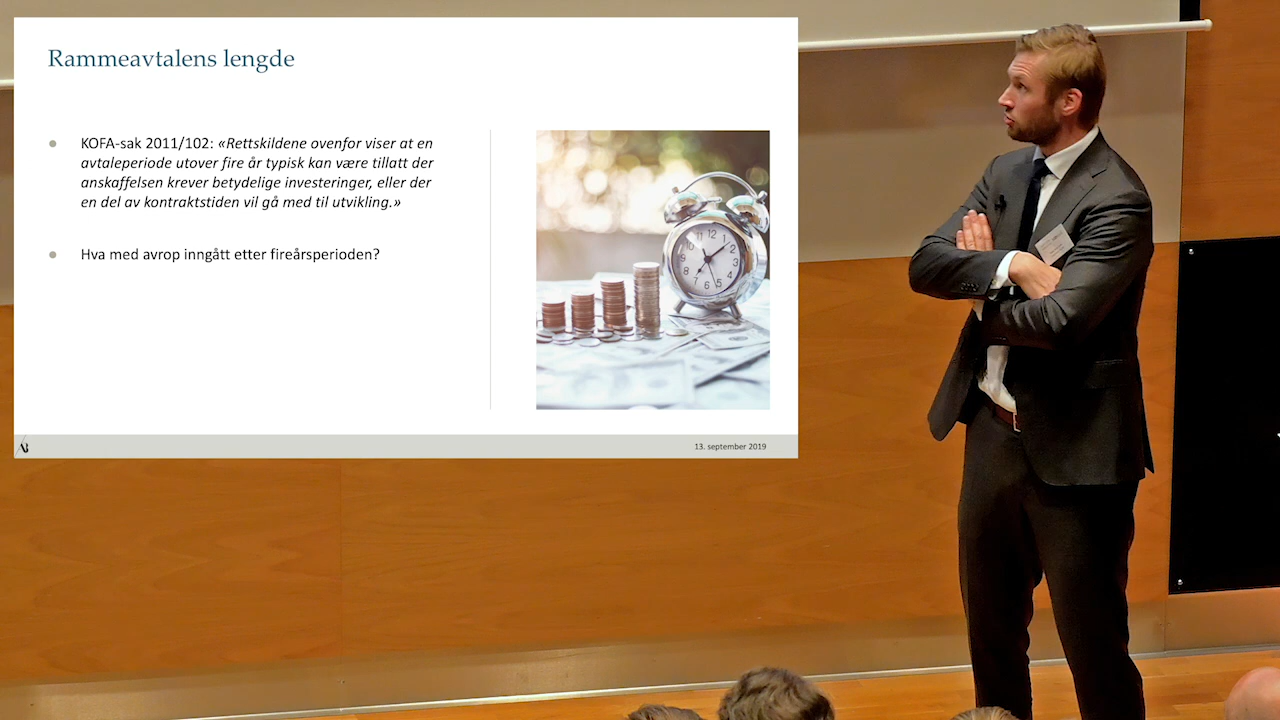 Rammeavtalens lengde
KOFA-sak 2011/102: «Rettskildene ovenfor viser at en
avtaleperiode utover fire år typisk kan være tillatt der
anskaffelsen krever betydelige investeringer, eller der
en del av kontraktstiden vil gå med til utvikling.»
Hva med avrop inngått etter fireårsperioden?
13. september 2019